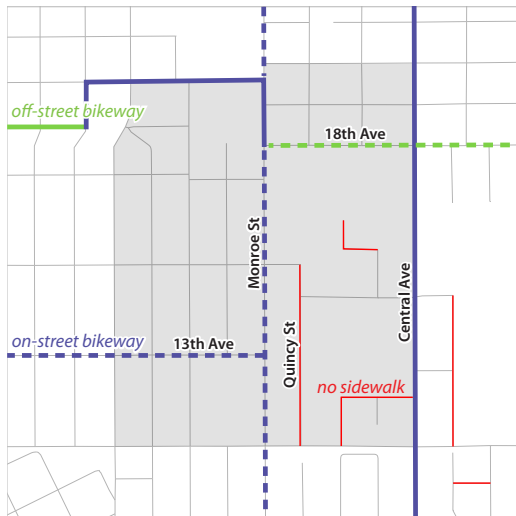 off-street bikeway
18th Ave
Monroe St
Central Ave
on-street bikeway
13th Ave
Quincy St
no sidewalk